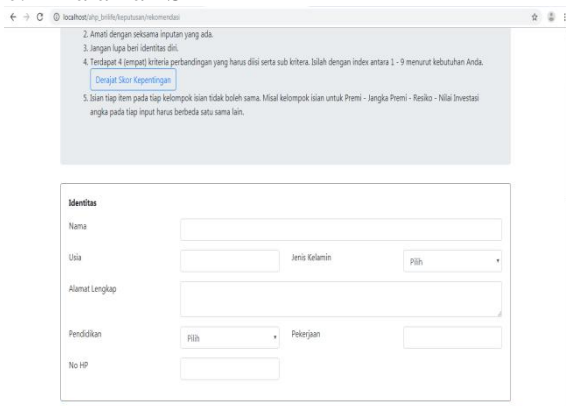 localhost/ahp_brilife/keputusan/rekomendasi
2. Amati dengan seksama inputan yang ada.
3. Jangan lupa beri identitas diri.
4. Terdapat 4 (empat) kriteria perbandingan yang harus diisi serta sub kritera. Isilah dengan index antara 1 - 9 menurut kebutuhan Anda.
Derajat Skor Kepentingan
5. Isian tiap item pada tiap kelompok isian tidak boleh sama. Misal kelompok isian untuk Premi - Jangka Premi - Resiko - Nilai Investasi
angka pada tiap input harus berbeda satu sama lain.
Identitas
Nama
Usia Jenis Kelamin Pilih
Alamat Lengkap
Pendidikan Pilih Pekerjaan
No HP